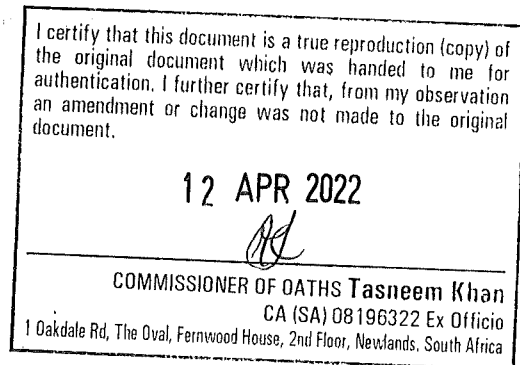 I certify that this document is a true reproduction (copy) of
the original document which was handed to me for
authentication. I further certify that, from my observation
an amendment or change was not made to the original
document.
12 APR 2022
COMMISSIONER OF OATHS Tasneem Khan
CA (SA) 08196322 Ex Officio
1 Oakdale Rd, The Oval, Fernwood House, 2nd Floor, Newlands. South Africa